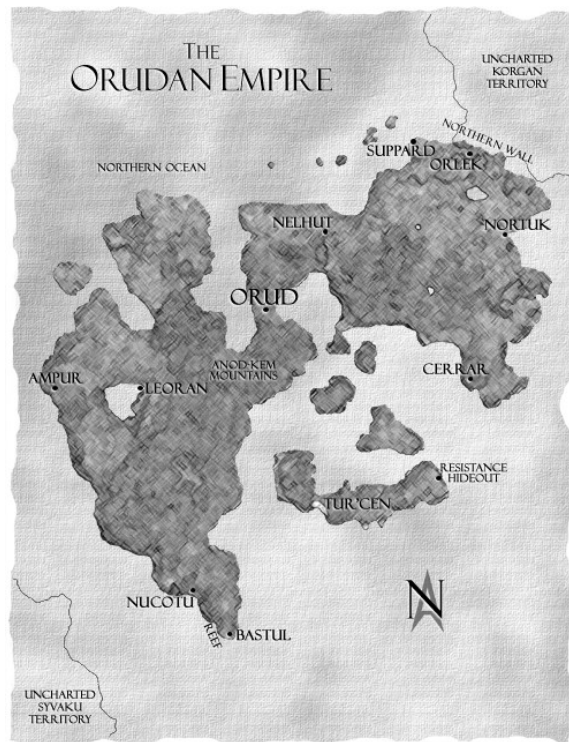 THE
ORUDAN EMPIRE
UNCHARTED
KORGAN
TERRITORY
NORTHERN WALL
SUPPARD
ORLEK
NORTHERN OCEAN
NELHUT
NORTUK
ORUD
ANOD-KEM
MOUNTAINS
CERRAR
AMPUR
LEORAN
RESISTANCE
HIDEOUT
TUR'CEN
N
NUCOTU
REEF
BASTUL
UNCHARTED
SYVAKU
TERRITORY